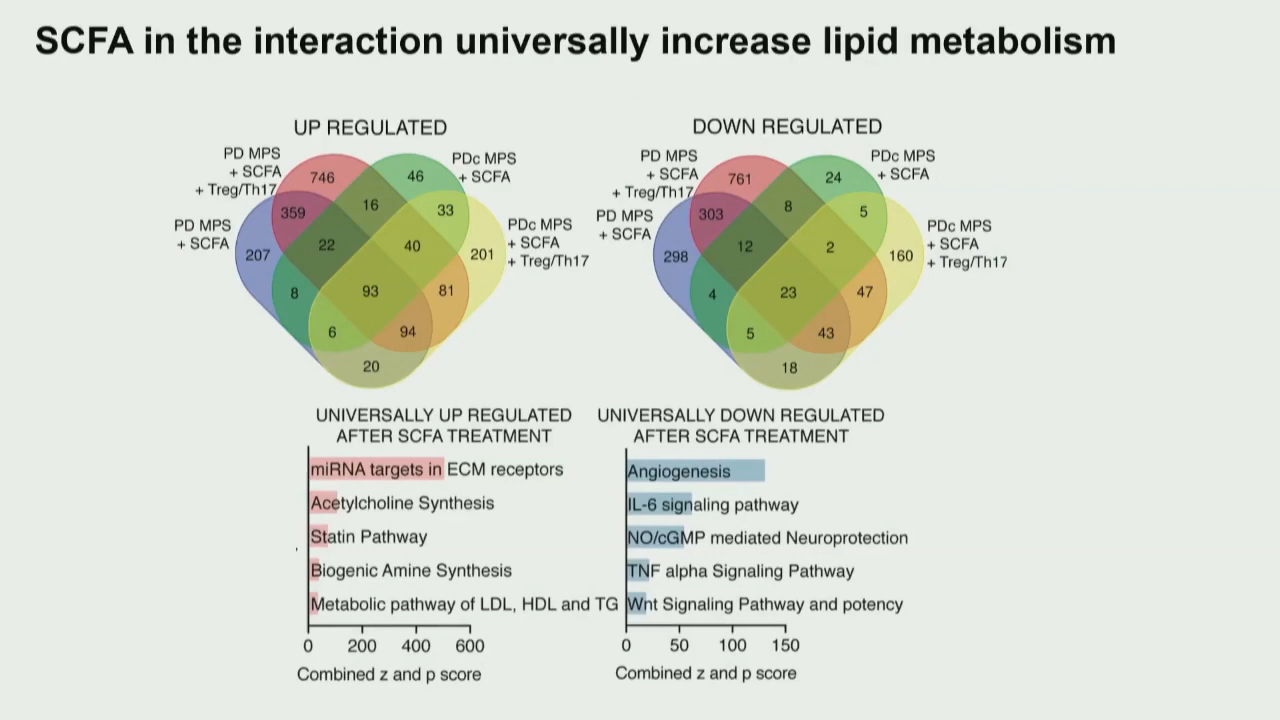 SCFA in the interaction universally increase lipid metabolism
UP REGULATED
PD MPS
+ SCFA
+ Treg/Th17
PDc MPS
+ SCFA
PD MPS
+ SCFA
PDc MPS
+ SCFA
+ Treg/Th17
746
46
359
16
33
207
22
40
201
8
93
81
6
94
20
DOWN REGULATED
PD MPS
+ SCFA
+ Treg/Th17
PDc MPS
+ SCFA
PD MPS
+ SCFA
PDc MPS
+ SCFA
+ Treg/Th17
761
24
303
8
5
298
12
2
160
4
23
47
5
43
18
UNIVERSALLY UP REGULATED
AFTER SCFA TREATMENT
miRNA targets in ECM receptors
Acetylcholine Synthesis
Statin Pathway
Biogenic Amine Synthesis
Metabolic pathway of LDL, HDL and TG
0 200 400 600
Combined z and p score
UNIVERSALLY DOWN REGULATED
AFTER SCFA TREATMENT
Angiogenesis
IL-6 signaling pathway
NO/cGMP mediated Neuroprotection
TNF alpha Signaling Pathway
Wnt Signaling Pathway and potency
0 50 100 150
Combined z and p score